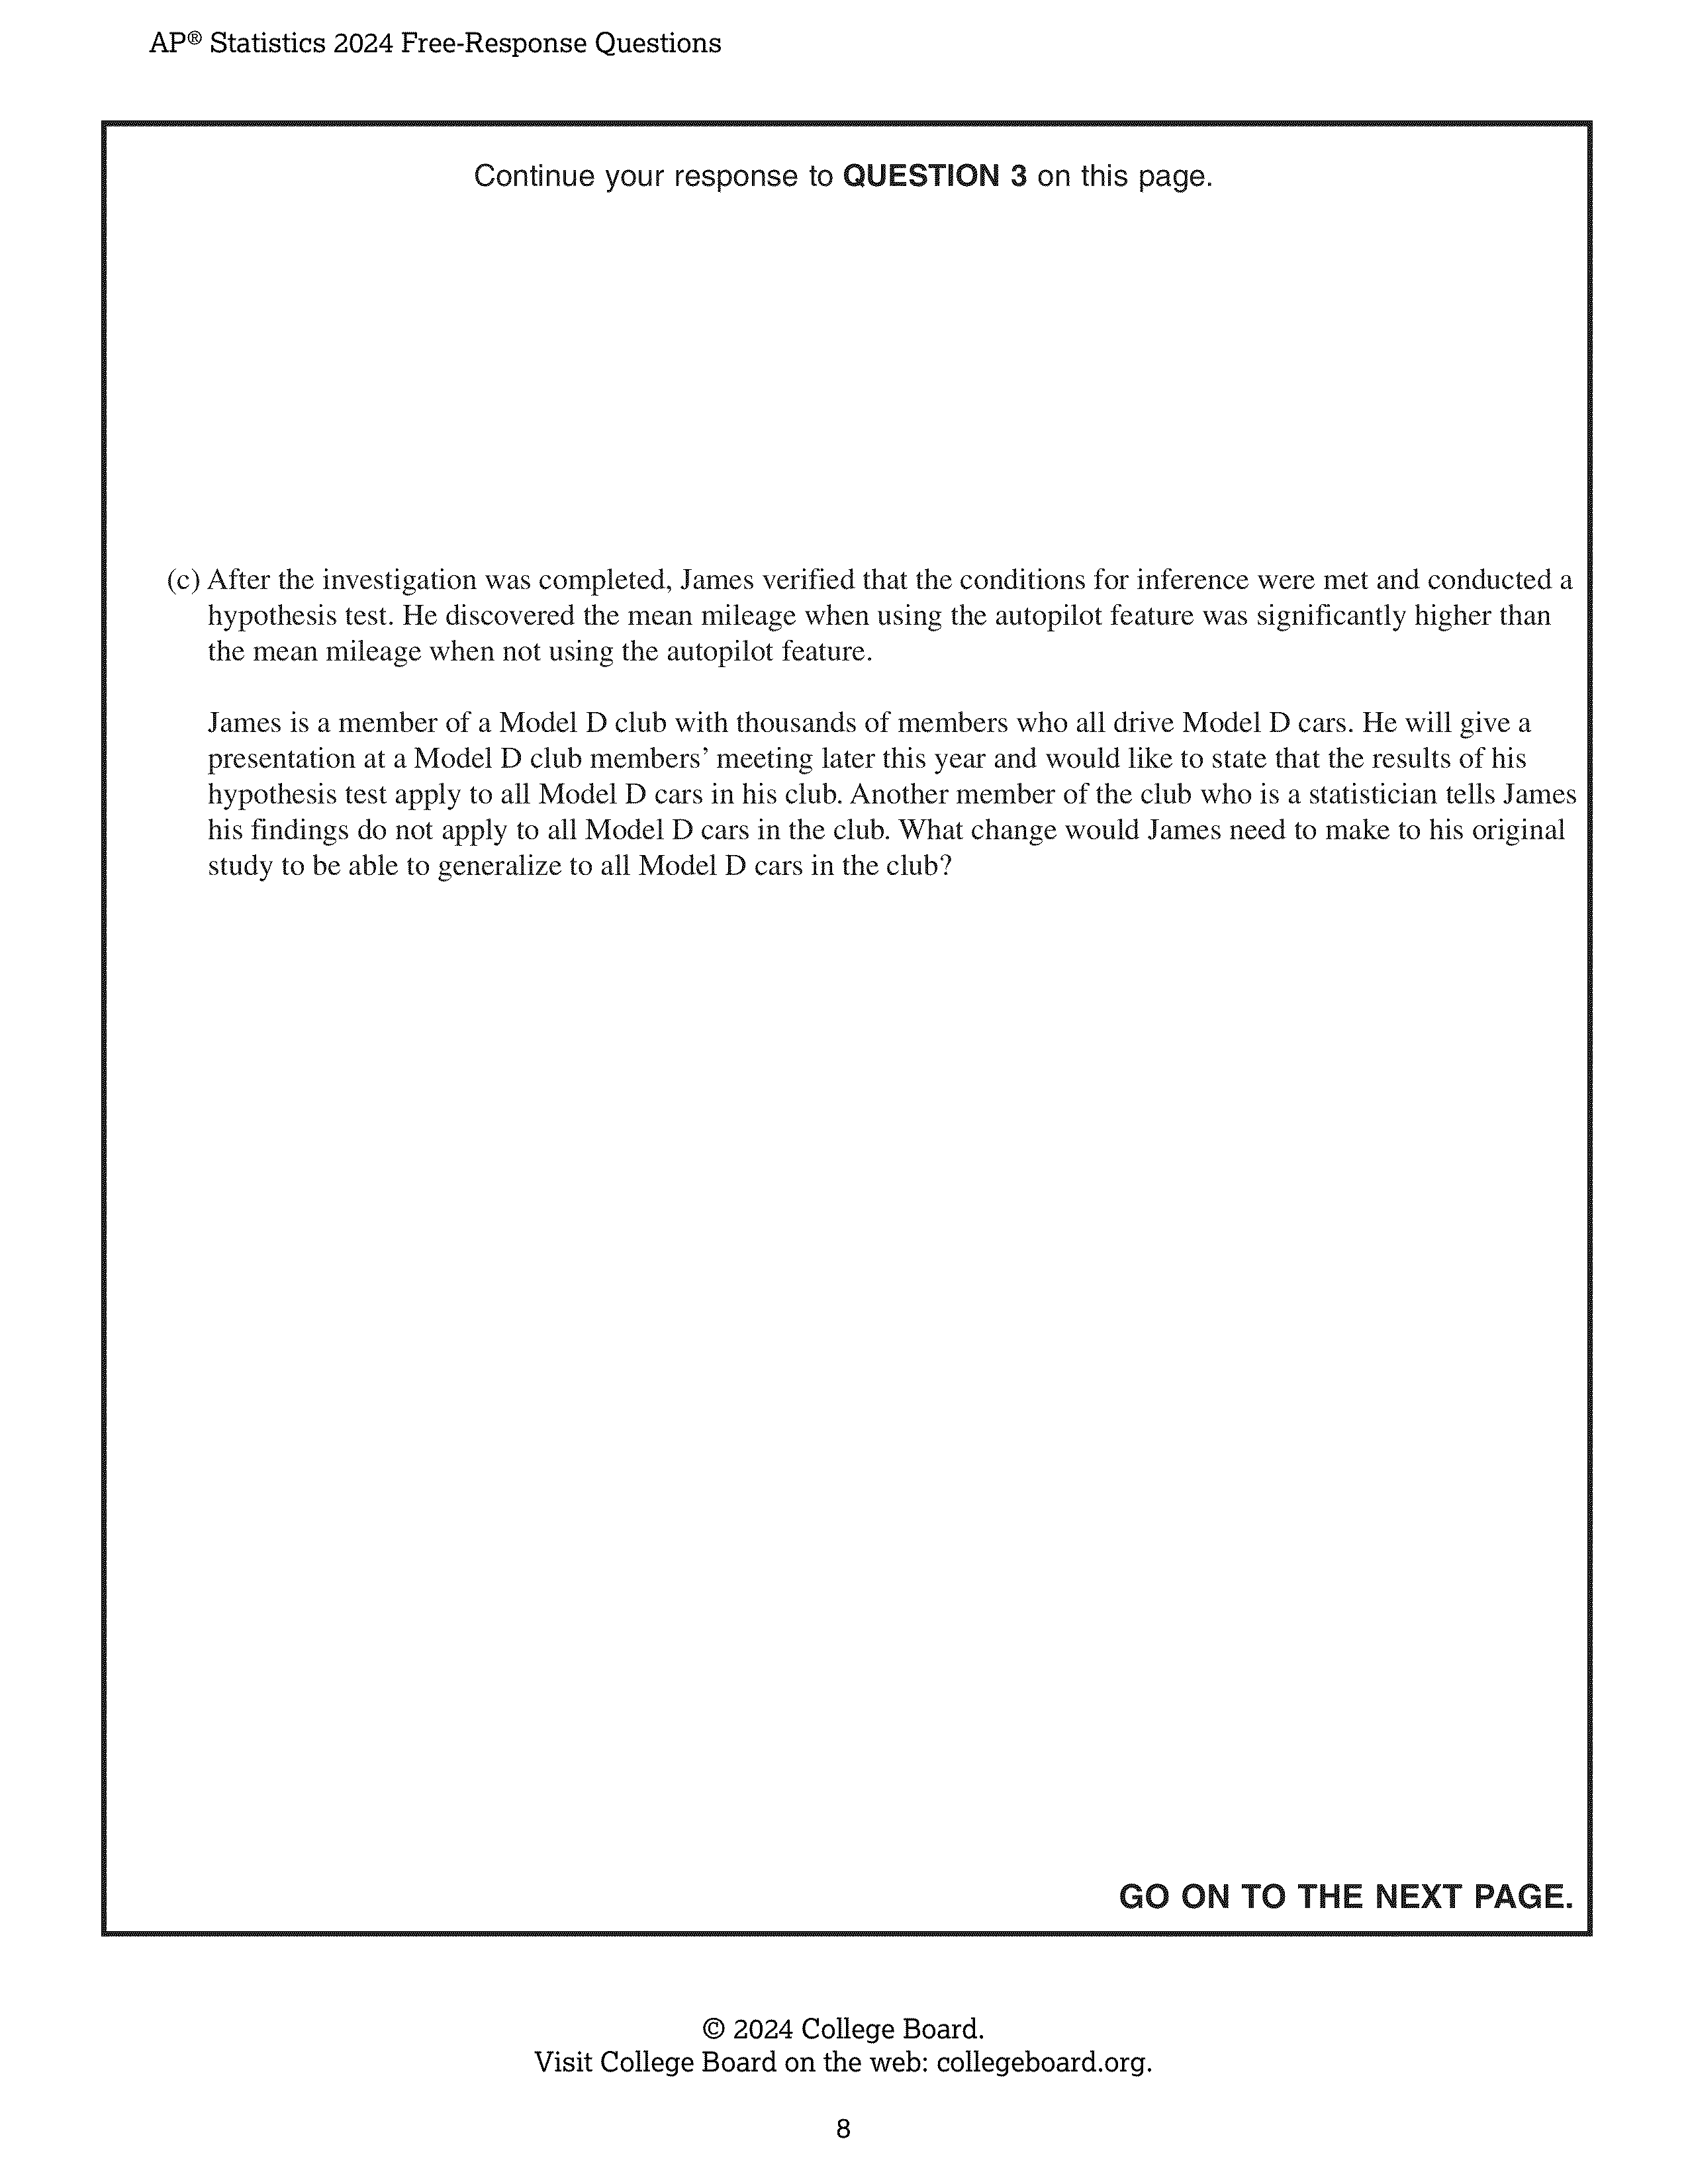 AP® Statistics 2024 Free-Response Questions
Continue your response to QUESTION 3 on this page.
(c) After the investigation was completed, James verified that the conditions for inference were met and conducted a
hypothesis test. He discovered the mean mileage when using the autopilot feature was significantly higher than
the mean mileage when not using the autopilot feature.
James is a member of a Model D club with thousands of members who all drive Model D cars. He will give a
presentation at a Model D club members’ meeting later this year and would like to state that the results of his
hypothesis test apply to all Model D cars in his club. Another member of the club who is a statistician tells James
his findings do not apply to all Model D cars in the club. What change would James need to make to his original
study to be able to generalize to all Model D cars in the club?
GO ON TO THE NEXT PAGE.
© 2024 College Board.
Visit College Board on the web: collegeboard.org.
8